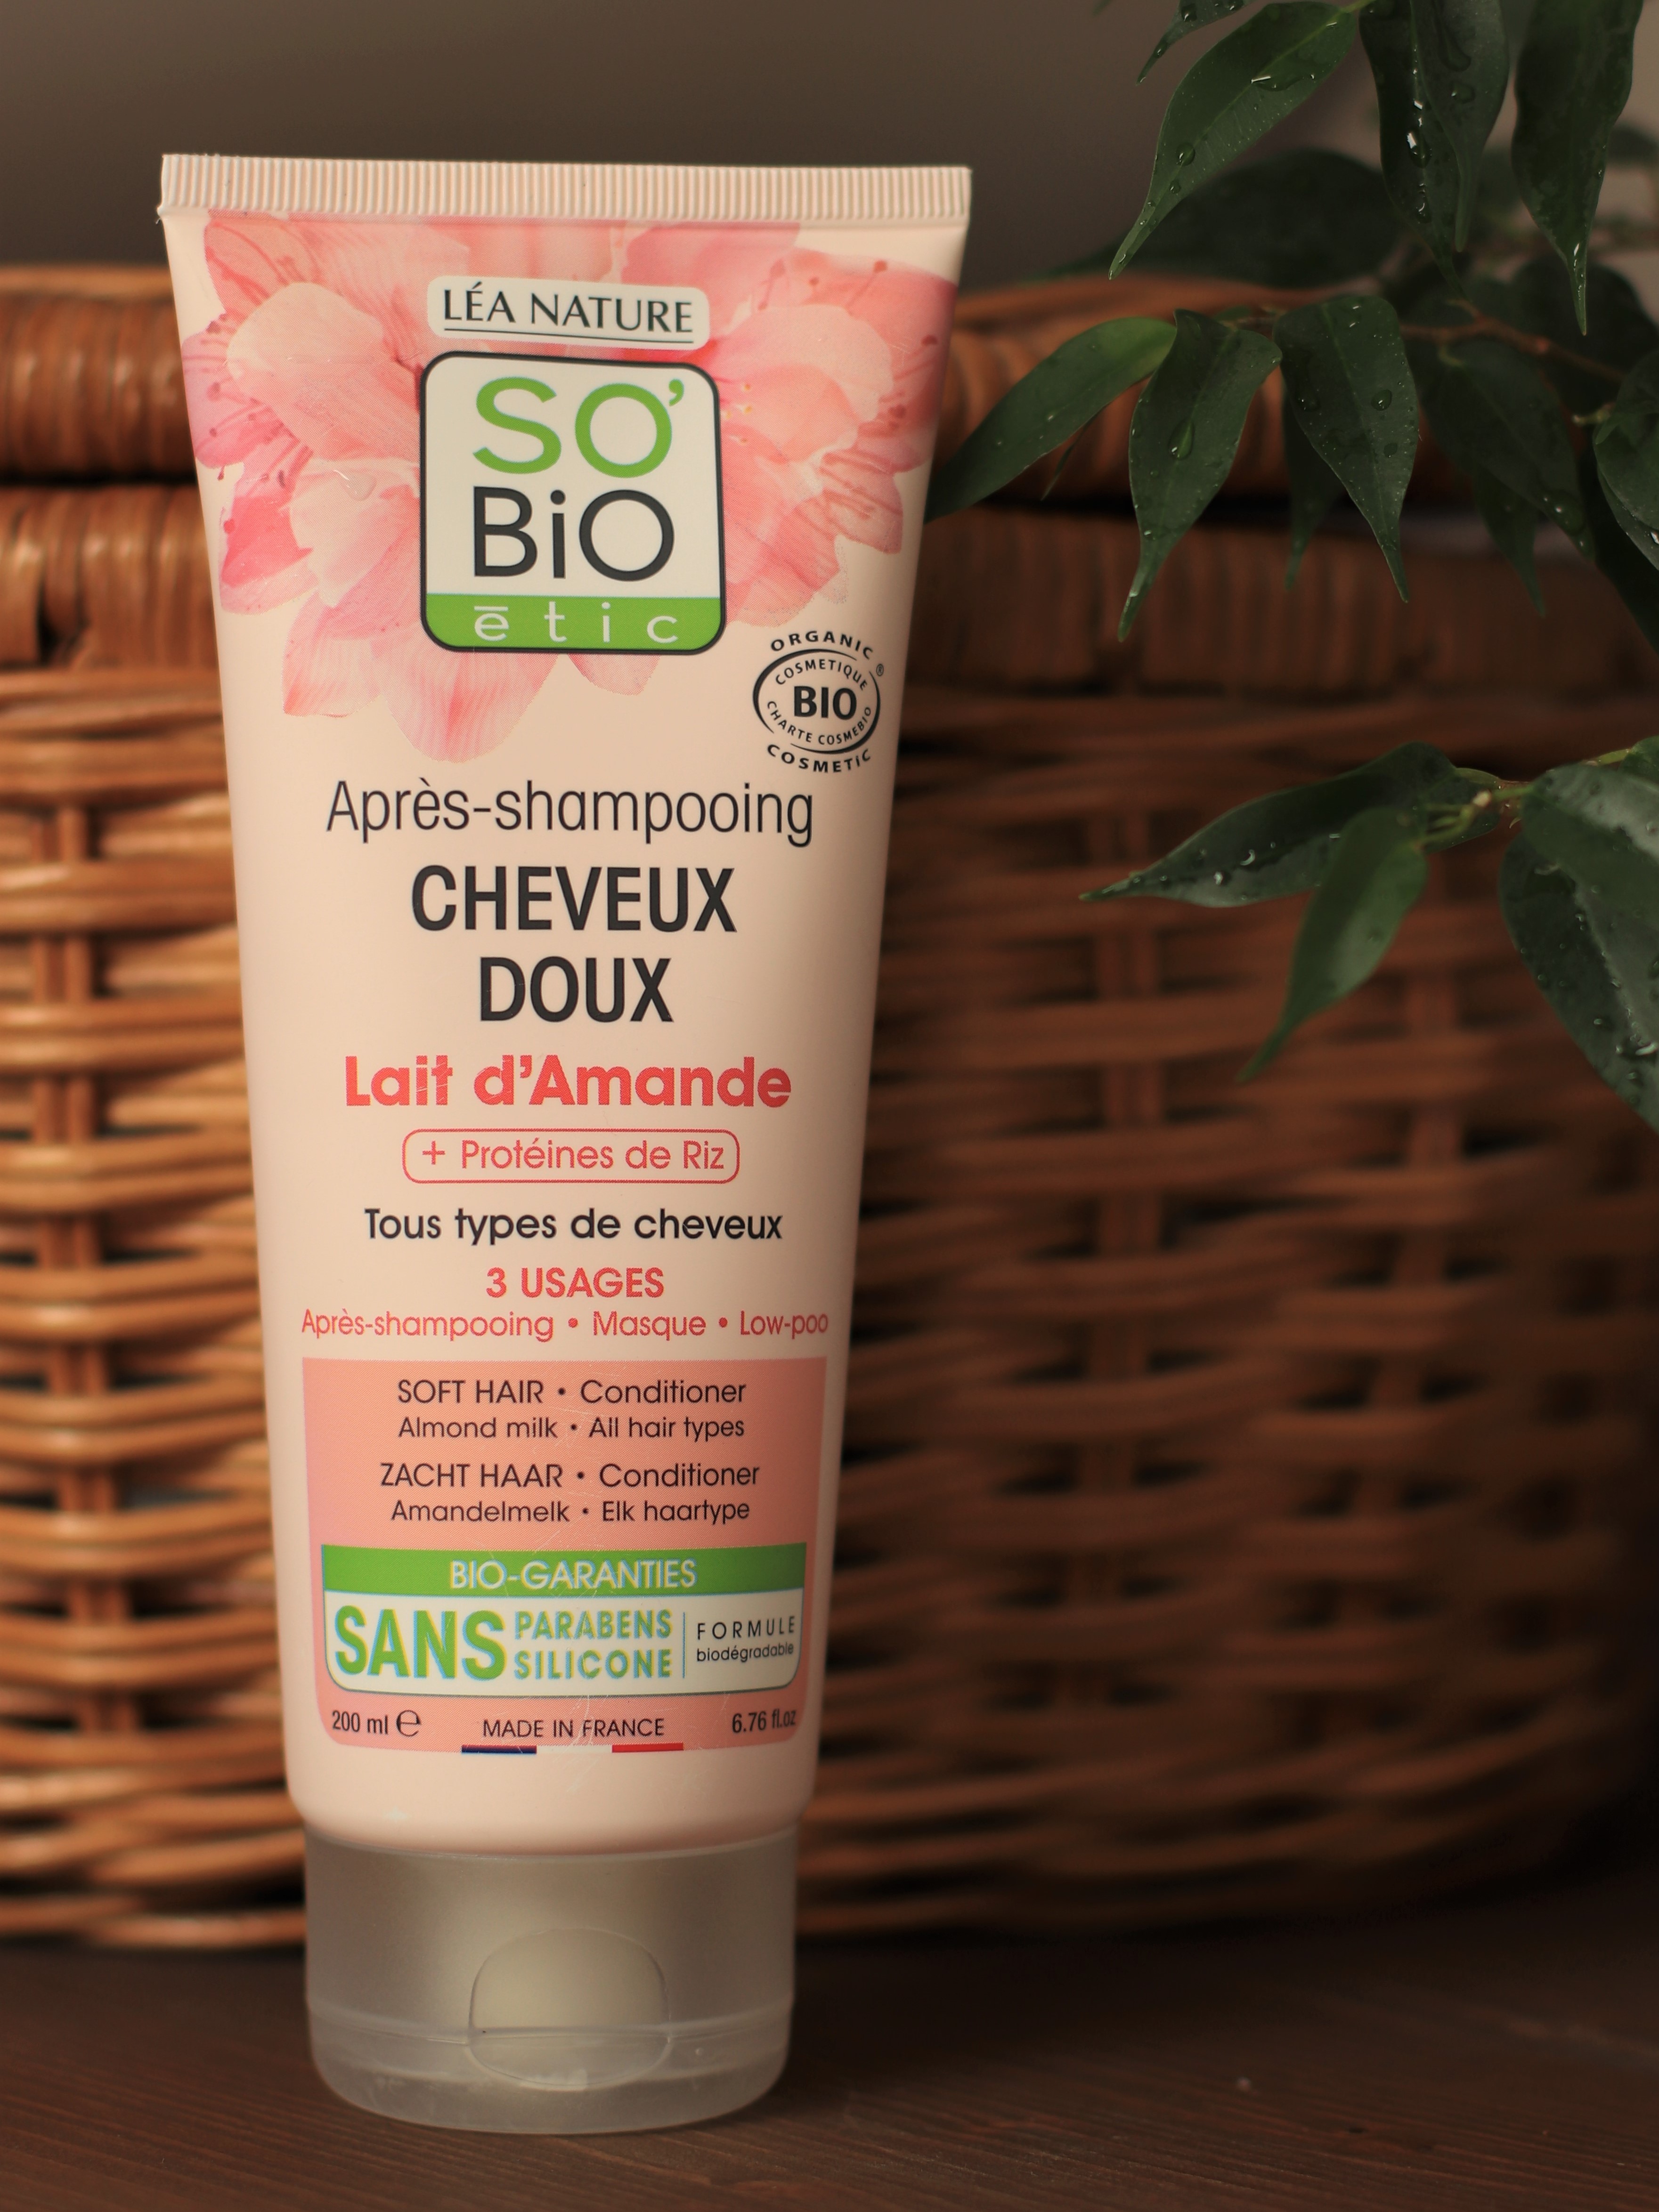 LÉA NATURE
SO'
BiO
ētic
ORGANIC ®
COSMETIQUE
BIO
CHARTE COSMEBIO
COSMETIC
Après-shampooing
CHEVEUX
DOUX
Lait d'Amande
+ Protéines de Riz
Tous types de cheveux
3 USAGES
Après-shampooing • Masque • Low-poo
SOFT HAIR • Conditioner
Almond milk • All hair types
ZACHT HAAR • Conditioner
Amandelmelk • Elk haartype
BIO-GARANTIES
SANS PARABENS SILICONE
FORMULE
biodégradable
200 ml ℮ MADE IN FRANCE 6.76 fl.oz